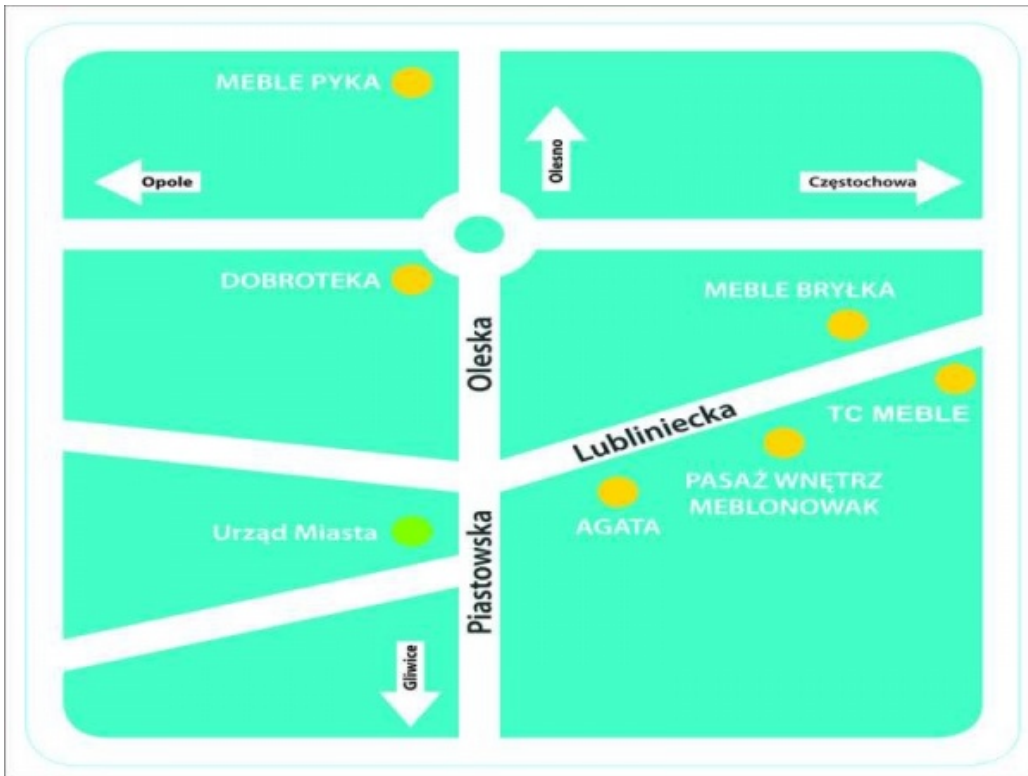 MEBLE PYKA
Olesno
Opole
Częstochowa
DOBROTEKA
MEBLE BRYŁKA
Oleska
TC MEBLE
Lubliniecka
PASAŻ WNĘTRZ
MEBLONOWAK
AGATA
Urząd Miasta
Piastowska
Gliwice